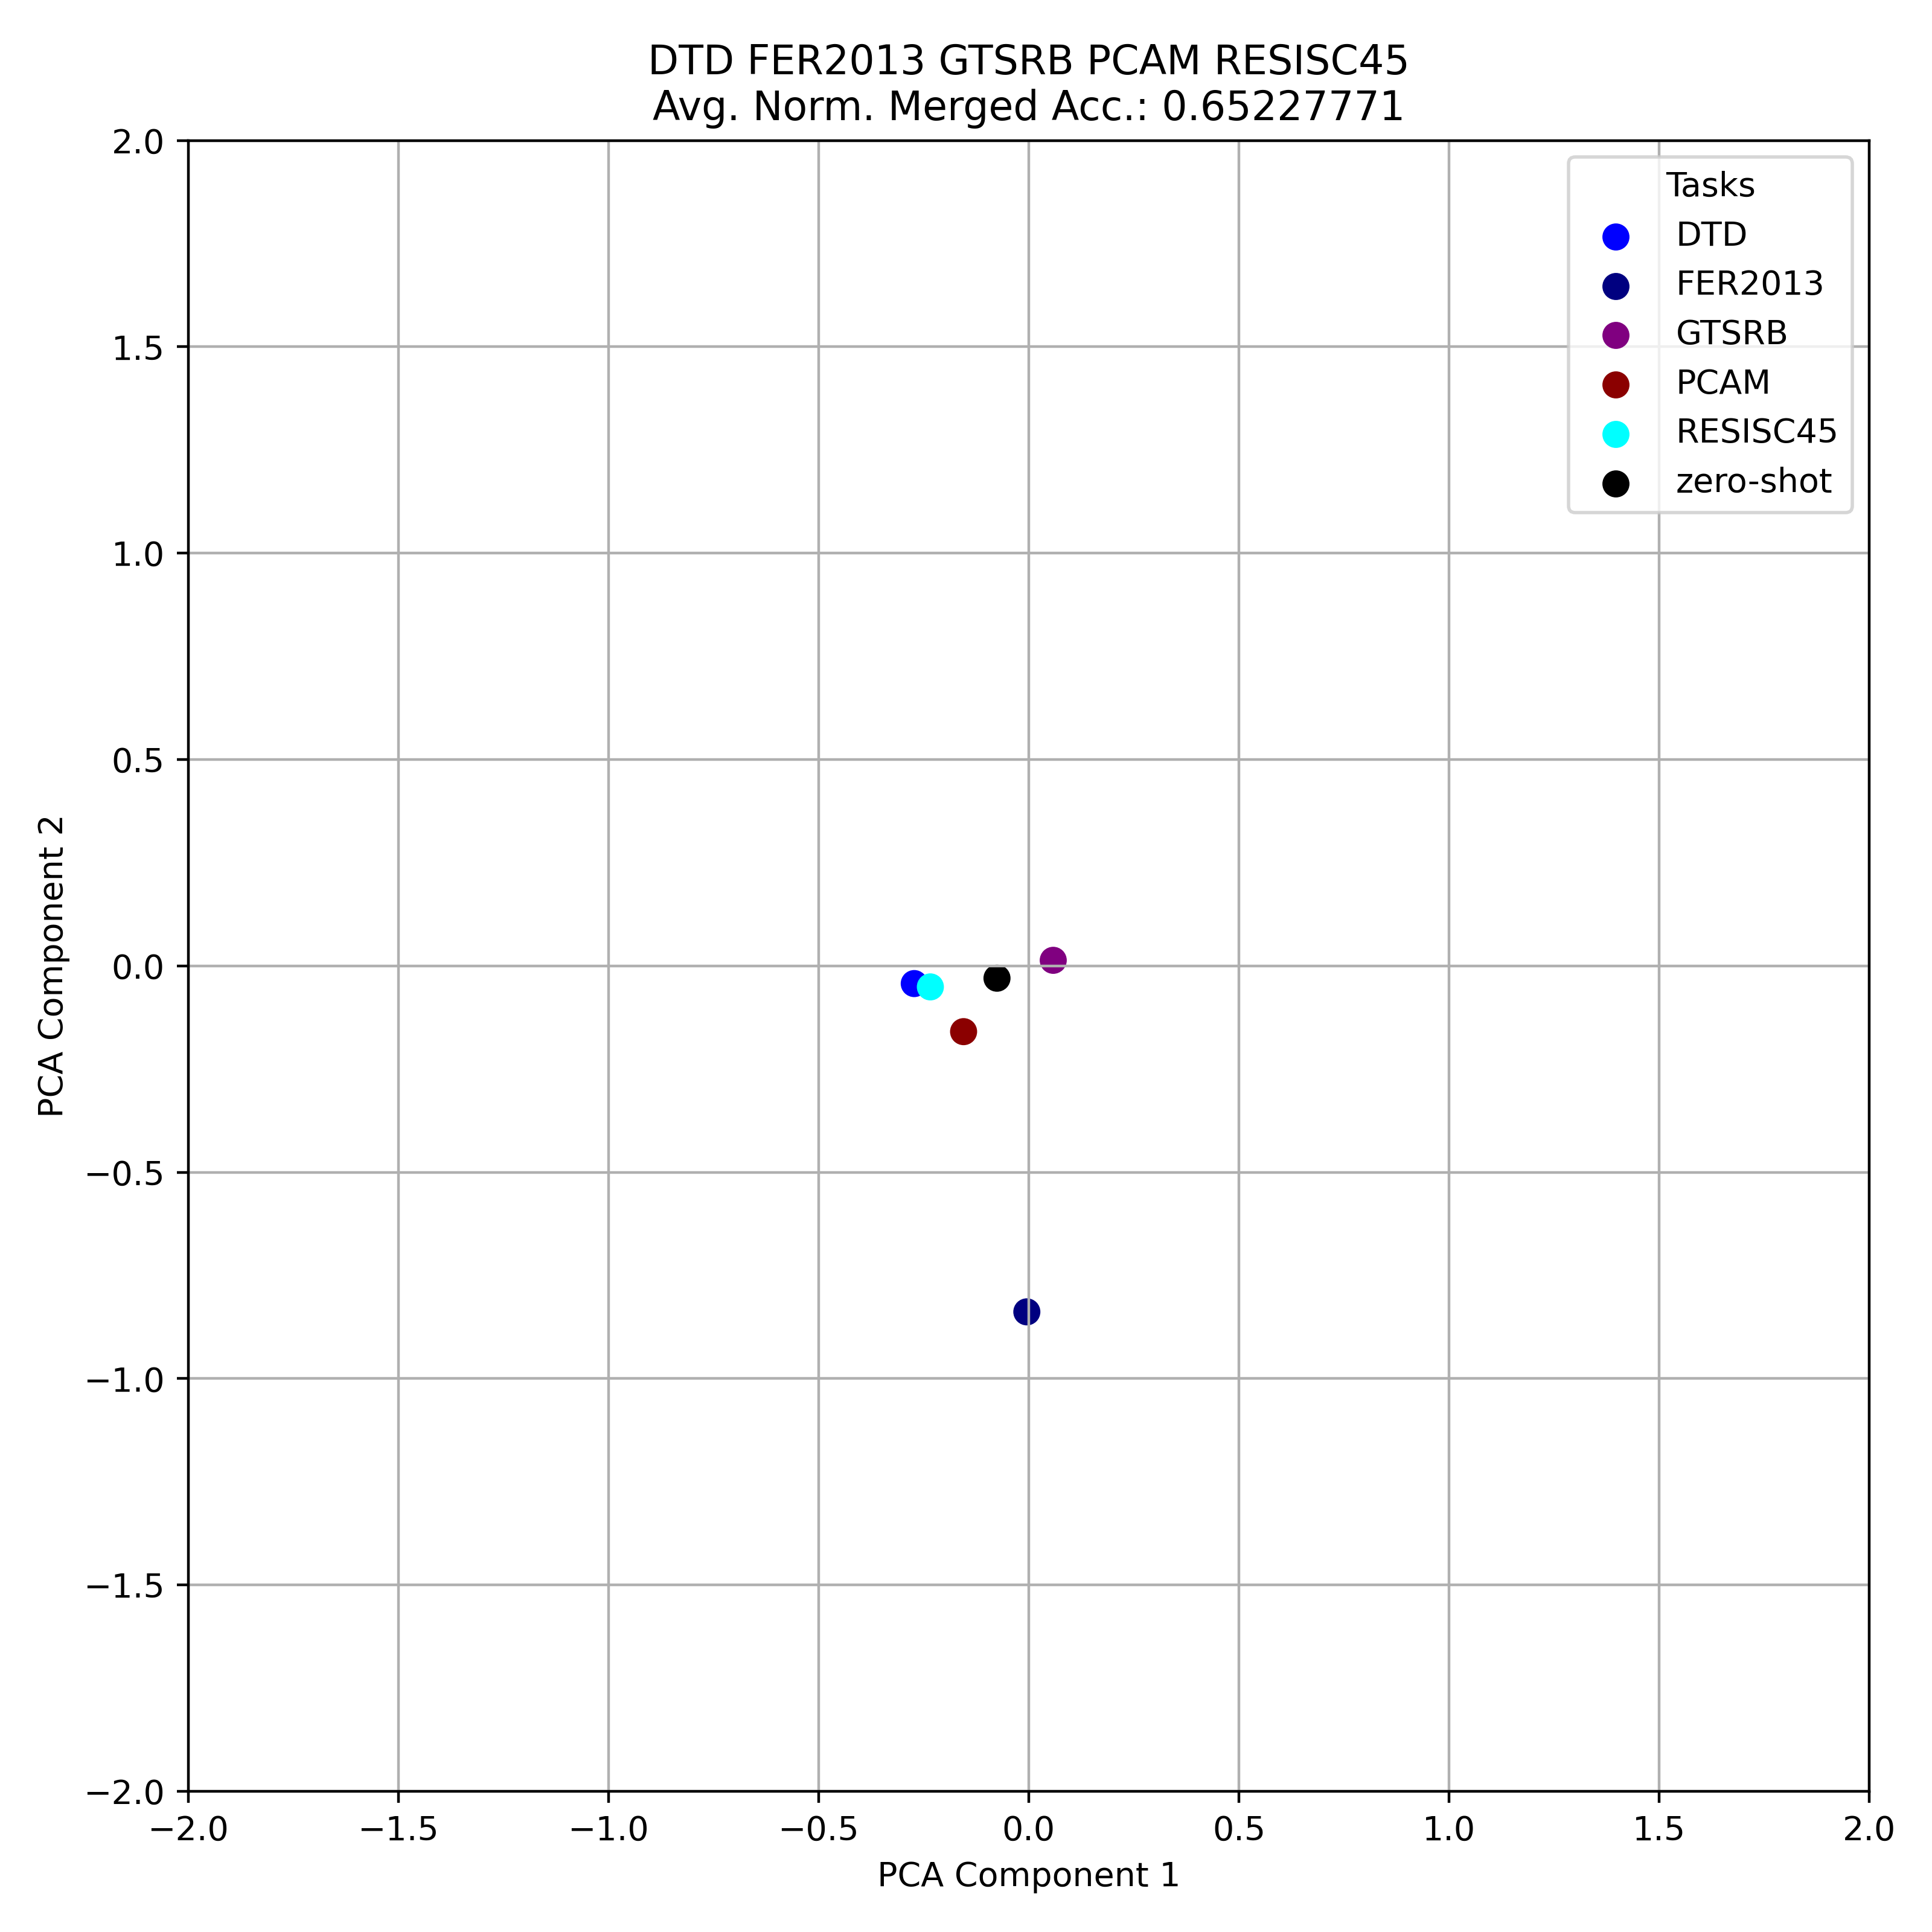 DTD FER2013 GTSRB PCAM RESISC45
Avg. Norm. Merged Acc.: 0.65227771
Tasks
DTD
FER2013
GTSRB
PCAM
RESISC45
zero-shot
PCA Component 2
2.0
1.5
1.0
0.5
0.0
−0.5
−1.0
−1.5
−2.0
−2.0 −1.5 −1.0 −0.5 0.0 0.5 1.0 1.5 2.0
PCA Component 1